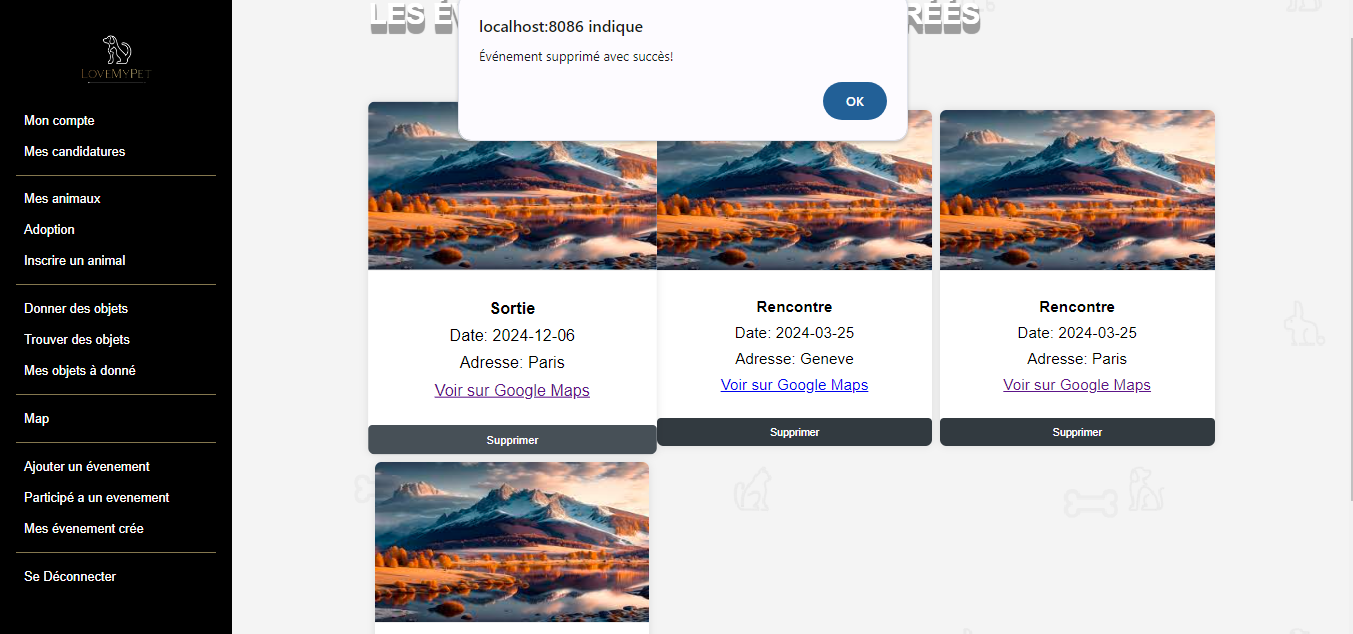 LES É
RÉÉS
localhost:8086 indique
Événement supprimé avec succès!
OK
LOVEMYPET
Mon compte
Mes candidatures
Mes animaux
Adoption
Inscrire un animal
Donner des objets
Trouver des objets
Mes objets à donné
Map
Ajouter un évenement
Participé a un evenement
Mes évenement crée
Se Déconnecter
Sortie
Date: 2024-12-06
Adresse: Paris
Voir sur Google Maps
Supprimer
Rencontre
Date: 2024-03-25
Adresse: Geneve
Voir sur Google Maps
Supprimer
Rencontre
Date: 2024-03-25
Adresse: Paris
Voir sur Google Maps
Supprimer